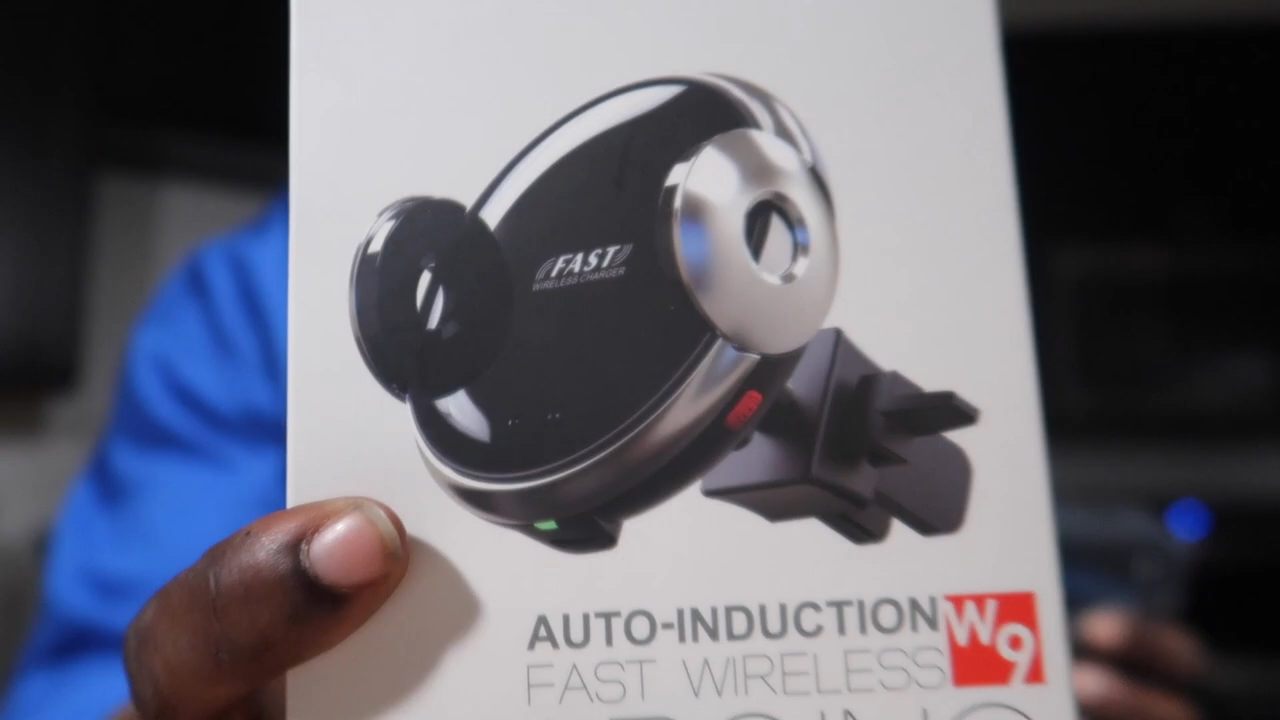 FAST
WIRELESS CHARGER
AUTO-INDUCTION
W9
FAST WIRELESS